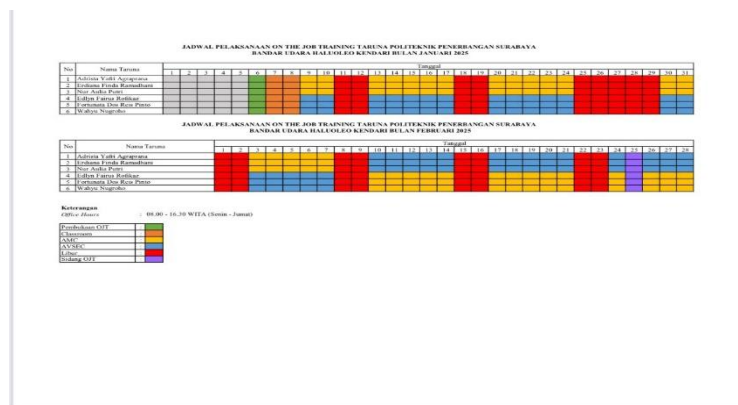 JADWAL PELAKSANAAN ON THE JOB TRAINING TARUNA POLITEKNIK PENERBANGAN SURABAYA
BANDAR UDARA HALUOLEO KENDARI BULAN JANUARI 2025
No Nama Taruna Tanggal
1 2 3 4 5 6 7 8 9 10 11 12 13 14 15 16 17 18 19 20 21 22 23 24 25 26 27 28 29 30 31
1 Adrizia Yafit Agraprana
2 Erdiana Finda Ramadhani
3 Nur Aulia Putri
4 Edlyn Fairuz Rofikar
5 Fortunata Dos Reis Pinto
6 Wahyu Nugroho
JADWAL PELAKSANAAN ON THE JOB TRAINING TARUNA POLITEKNIK PENERBANGAN SURABAYA
BANDAR UDARA HALUOLEO KENDARI BULAN FEBRUARI 2025
No Nama Taruna Tanggal
1 2 3 4 5 6 7 8 9 10 11 12 13 14 15 16 17 18 19 20 21 22 23 24 25 26 27 28
1 Adrizia Yafit Agraprana
2 Erdiana Finda Ramadhani
3 Nur Aulia Putri
4 Edlyn Fairuz Rofikar
5 Fortunata Dos Reis Pinto
6 Wahyu Nugroho
Keterangan
Office Hours : 08.00 - 16.30 WITA (Senin - Jumat)
Pembukaan OJT
Classroom
AMC
AVSEC
Libur
Sidang OJT